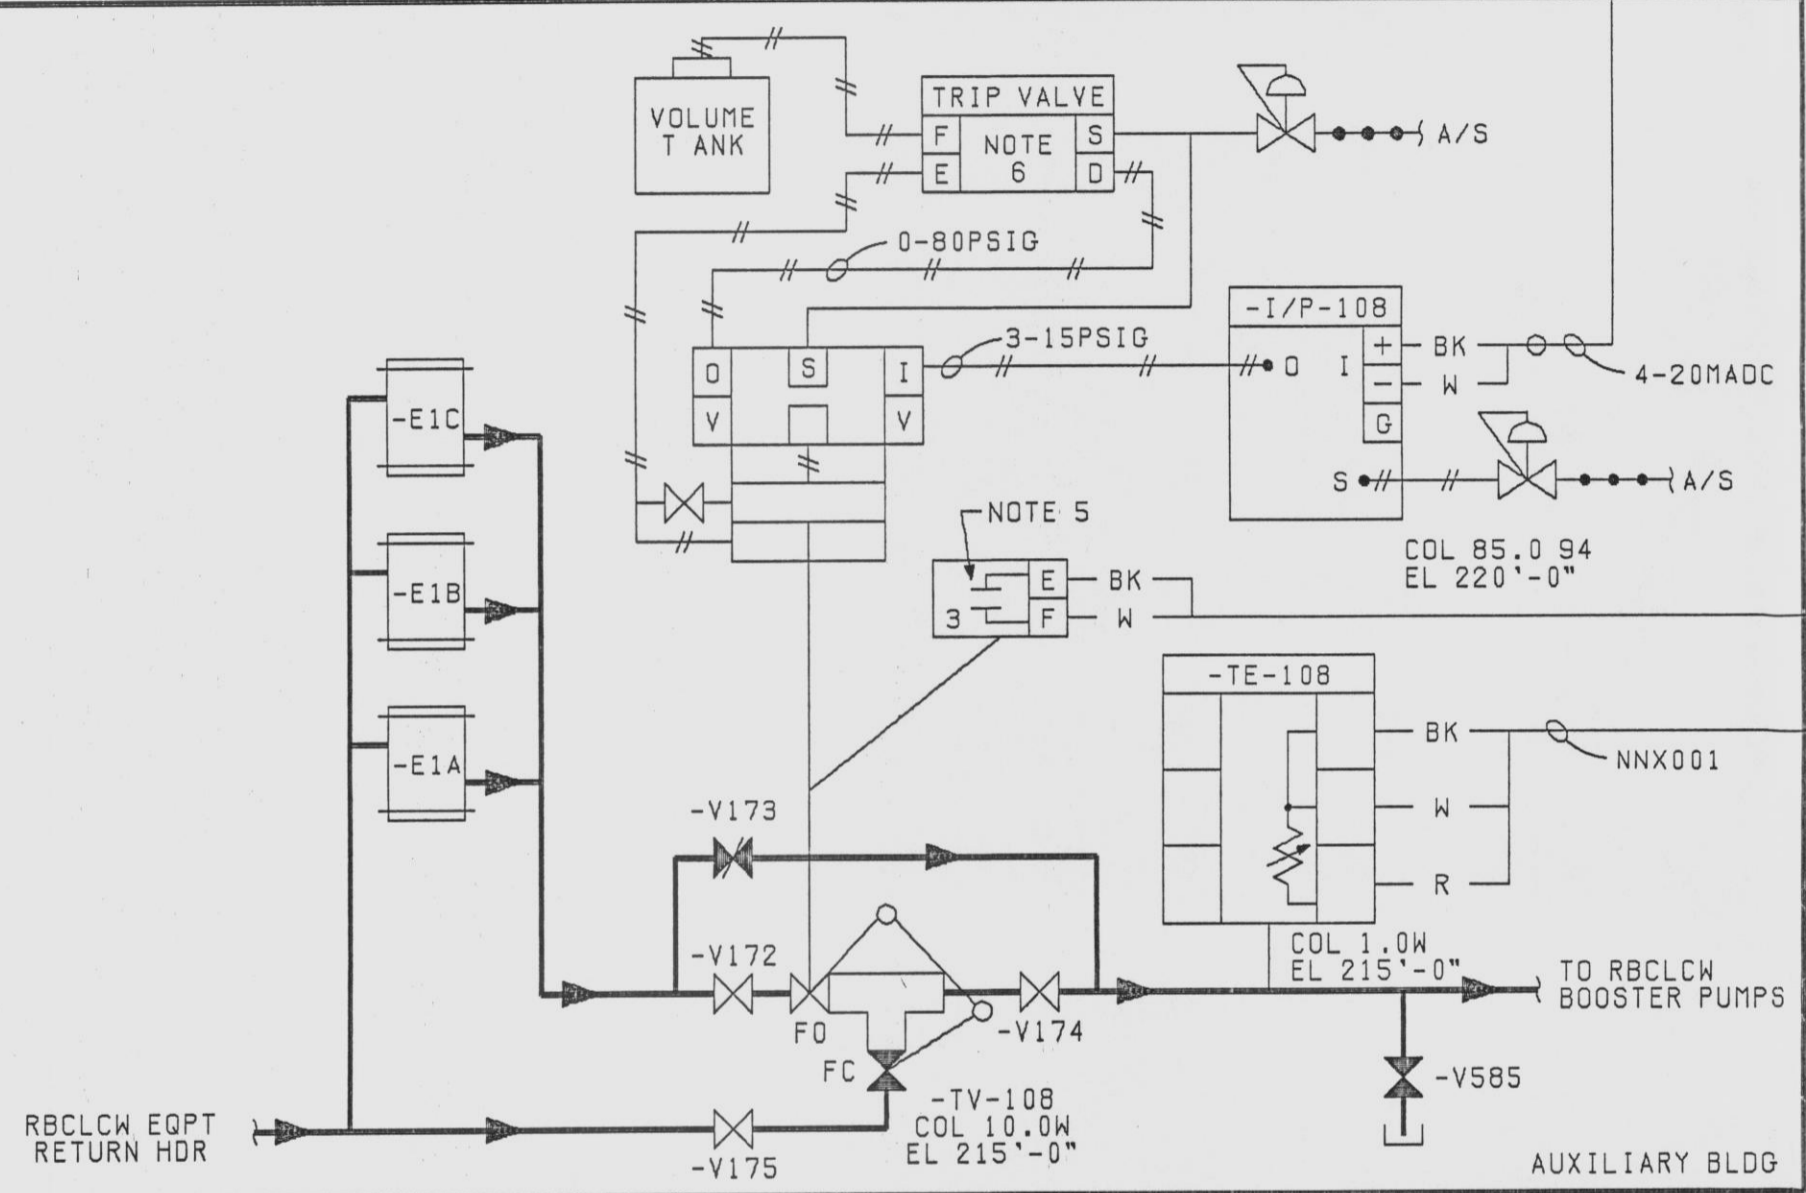 VOLUME
T ANK
TRIP VALVE
F
NOTE
6
S
E
D
A/S
0-80PSIG
-I/P-108
3-15PSIG
O
S
I
V
V
O
I
+
BK
-
W
G
4-20MADC
S
A/S
COL 85.0 94
EL 220'-0"
-E1C
-E1B
-E1A
NOTE 5
3
E
BK
F
W
-TE-108
BK
NNX001
W
R
COL 1.0W
EL 215'-0"
-V173
-V172
FO
-V174
FC
-TV-108
COL 10.0W
EL 215'-0"
TO RBCLCW
BOOSTER PUMPS
-V585
RBCLCW EQPT
RETURN HDR
-V175
AUXILIARY BLDG